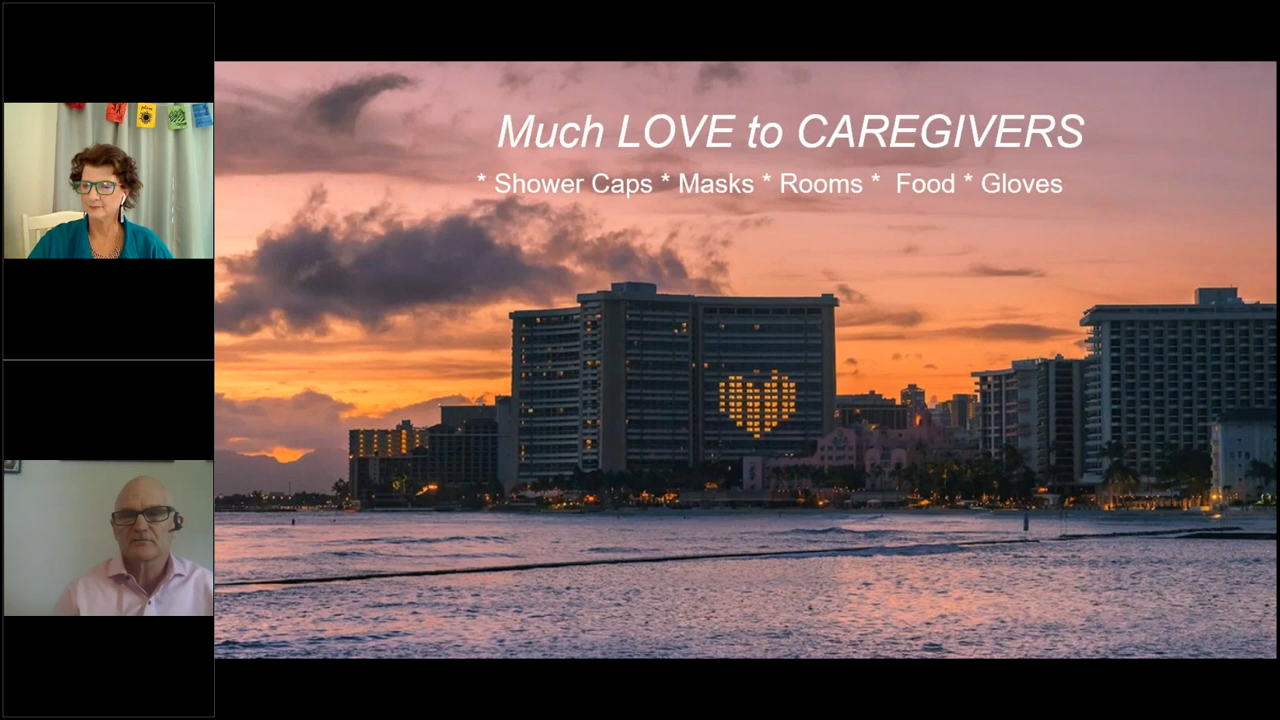 Much LOVE to CAREGIVERS
* Shower Caps * Masks * Rooms *  Food * Gloves